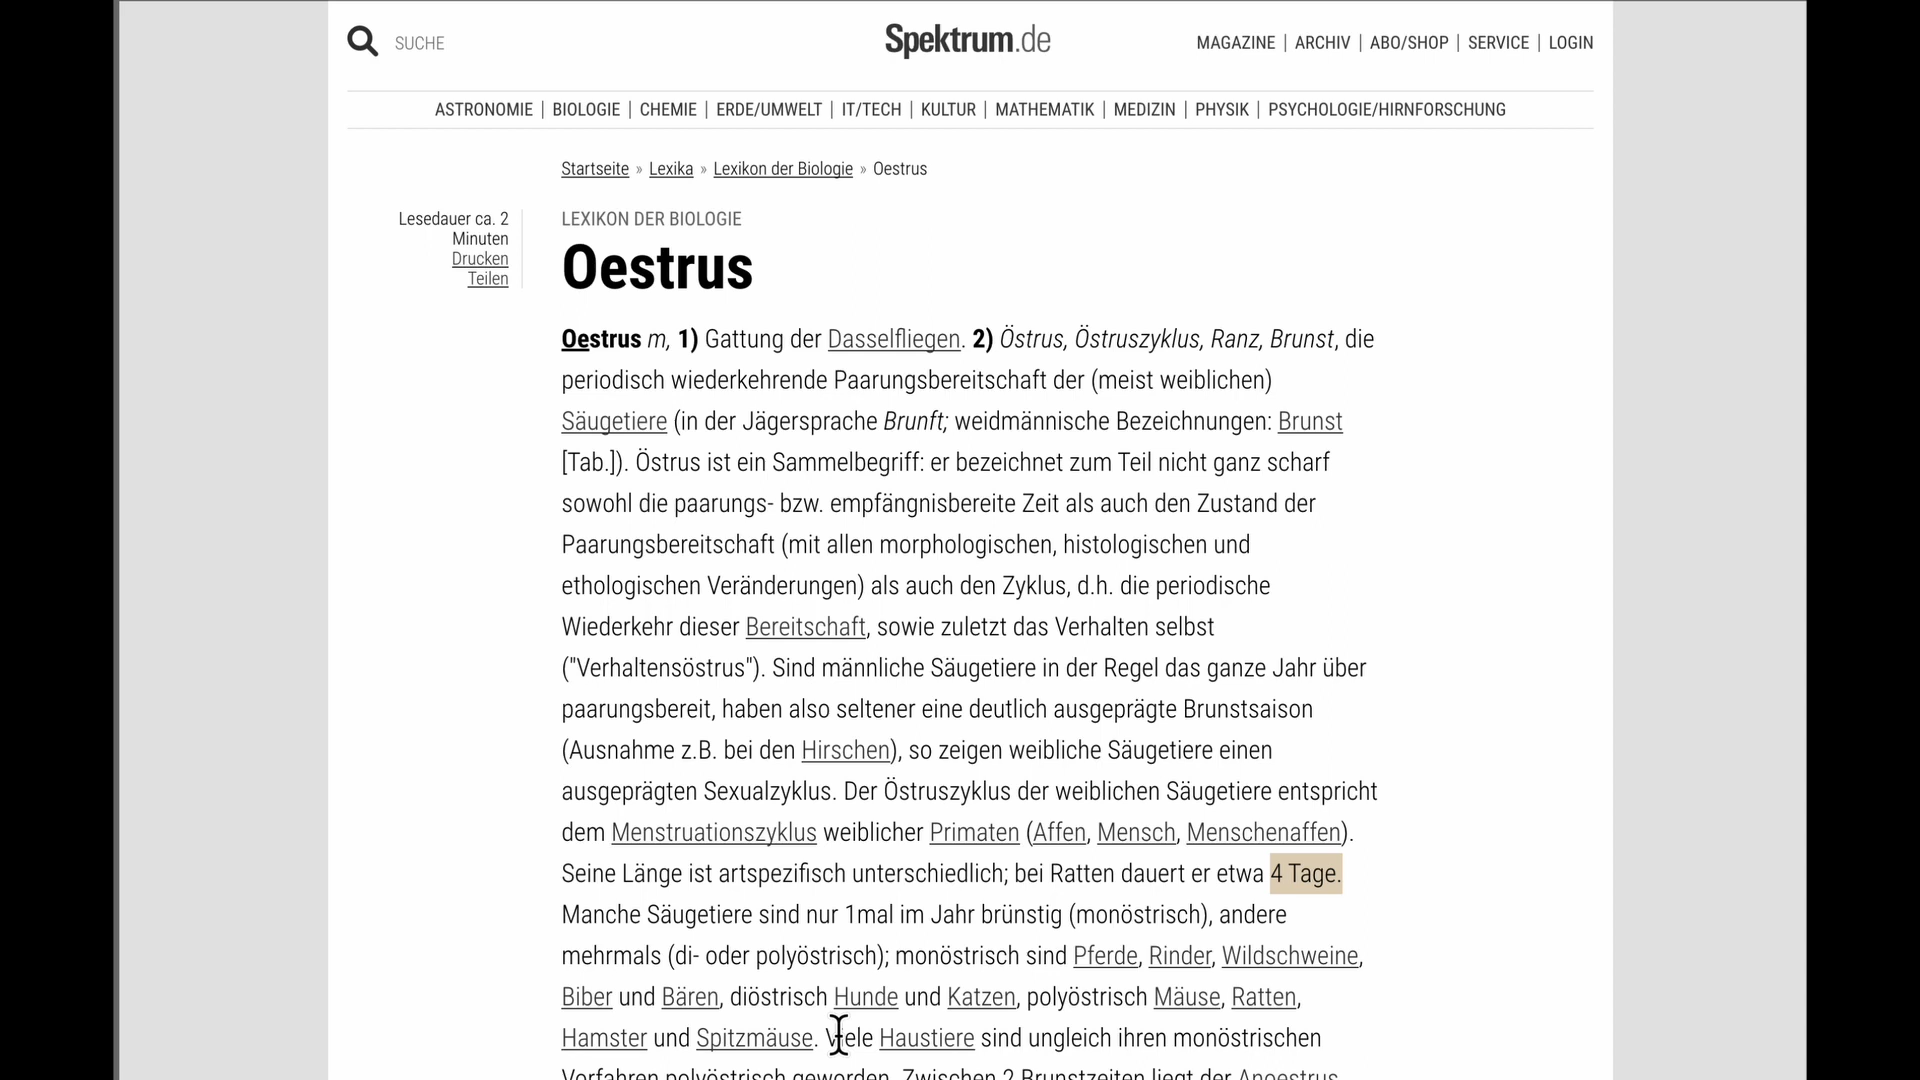 SUCHE
Spektrum.de
MAGAZINE | ARCHIV | ABO/SHOP | SERVICE | LOGIN
ASTRONOMIE | BIOLOGIE | CHEMIE | ERDE/UMWELT | IT/TECH | KULTUR | MATHEMATIK | MEDIZIN | PHYSIK | PSYCHOLOGIE/HIRNFORSCHUNG
Startseite » Lexika » Lexikon der Biologie » Oestrus
Lesedauer ca. 2
Minuten
Drucken
Teilen
LEXIKON DER BIOLOGIE
Oestrus
Oestrus m, 1) Gattung der Dasselfliegen. 2) Östrus, Östruszyklus, Ranz, Brunst, die
periodisch wiederkehrende Paarungsbereitschaft der (meist weiblichen)
Säugetiere (in der Jägersprache Brunft; weidmännische Bezeichnungen: Brunst
[Tab.]). Östrus ist ein Sammelbegriff: er bezeichnet zum Teil nicht ganz scharf
sowohl die paarungs- bzw. empfängnisbereite Zeit als auch den Zustand der
Paarungsbereitschaft (mit allen morphologischen, histologischen und
ethologischen Veränderungen) als auch den Zyklus, d.h. die periodische
Wiederkehr dieser Bereitschaft, sowie zuletzt das Verhalten selbst
("Verhaltensöstrus"). Sind männliche Säugetiere in der Regel das ganze Jahr über
paarungsbereit, haben also seltener eine deutlich ausgeprägte Brunstsaison
(Ausnahme z.B. bei den Hirschen), so zeigen weibliche Säugetiere einen
ausgeprägten Sexualzyklus. Der Östruszyklus der weiblichen Säugetiere entspricht
dem Menstruationszyklus weiblicher Primaten (Affen, Mensch, Menschenaffen).
Seine Länge ist artspezifisch unterschiedlich; bei Ratten dauert er etwa 4 Tage.
Manche Säugetiere sind nur 1mal im Jahr brünstig (monöstrisch), andere
mehrmals (di- oder polyöstrisch); monöstrisch sind Pferde, Rinder, Wildschweine,
Biber und Bären, diöstrisch Hunde und Katzen, polyöstrisch Mäuse, Ratten,
Hamster und Spitzmäuse. Viele Haustiere sind ungleich ihren monöstrischen
Vorfahren polyöstrisch geworden. Zwischen 2 Brunstzeiten liegt der Anoestrus